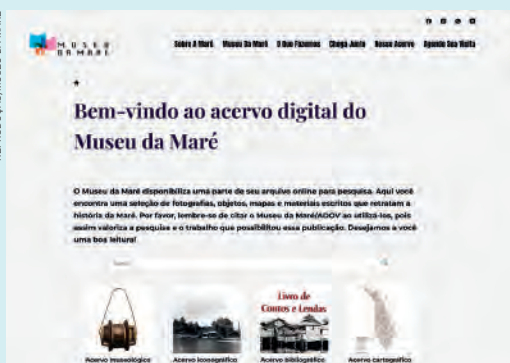 MUSEU
DA MARÉ
Sobre A Maré Museu Da Maré O Que Fazemos Chega Junto Nosso Acervo Agende Sua Visita
Bem-vindo ao acervo digital do
Museu da Maré
O Museu da Maré disponibiliza uma parte de seu arquivo online para pesquisa. Aqui você
encontra uma seleção de fotografias, objetos, mapas e materiais escritos que retratam a
história da Maré. Por favor, lembre-se de citar o Museu da Maré/ADOV ao utilizá-los, pois
assim valoriza a pesquisa e o trabalho que possibilitou essa publicação. Desejamos a você
uma boa leitura!
Livro de
Contos e Lendas
Acervo museológico Acervo iconográfico Acervo bibliográfico Acervo cartográfico